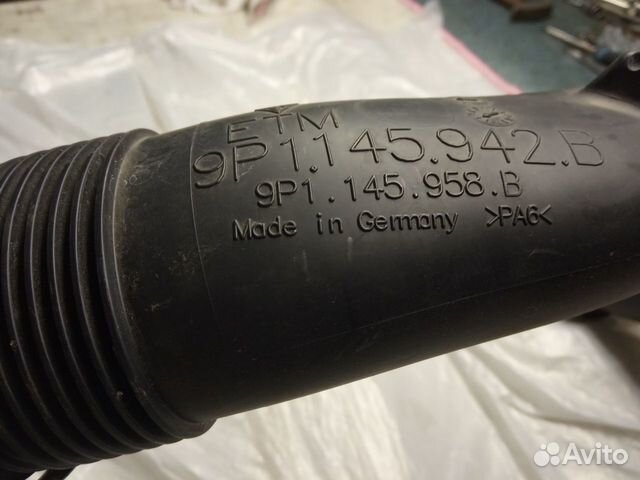 ETM
9P1.145.942.B
9P1.145.958.B
Made in Germany >PA6<
Avito